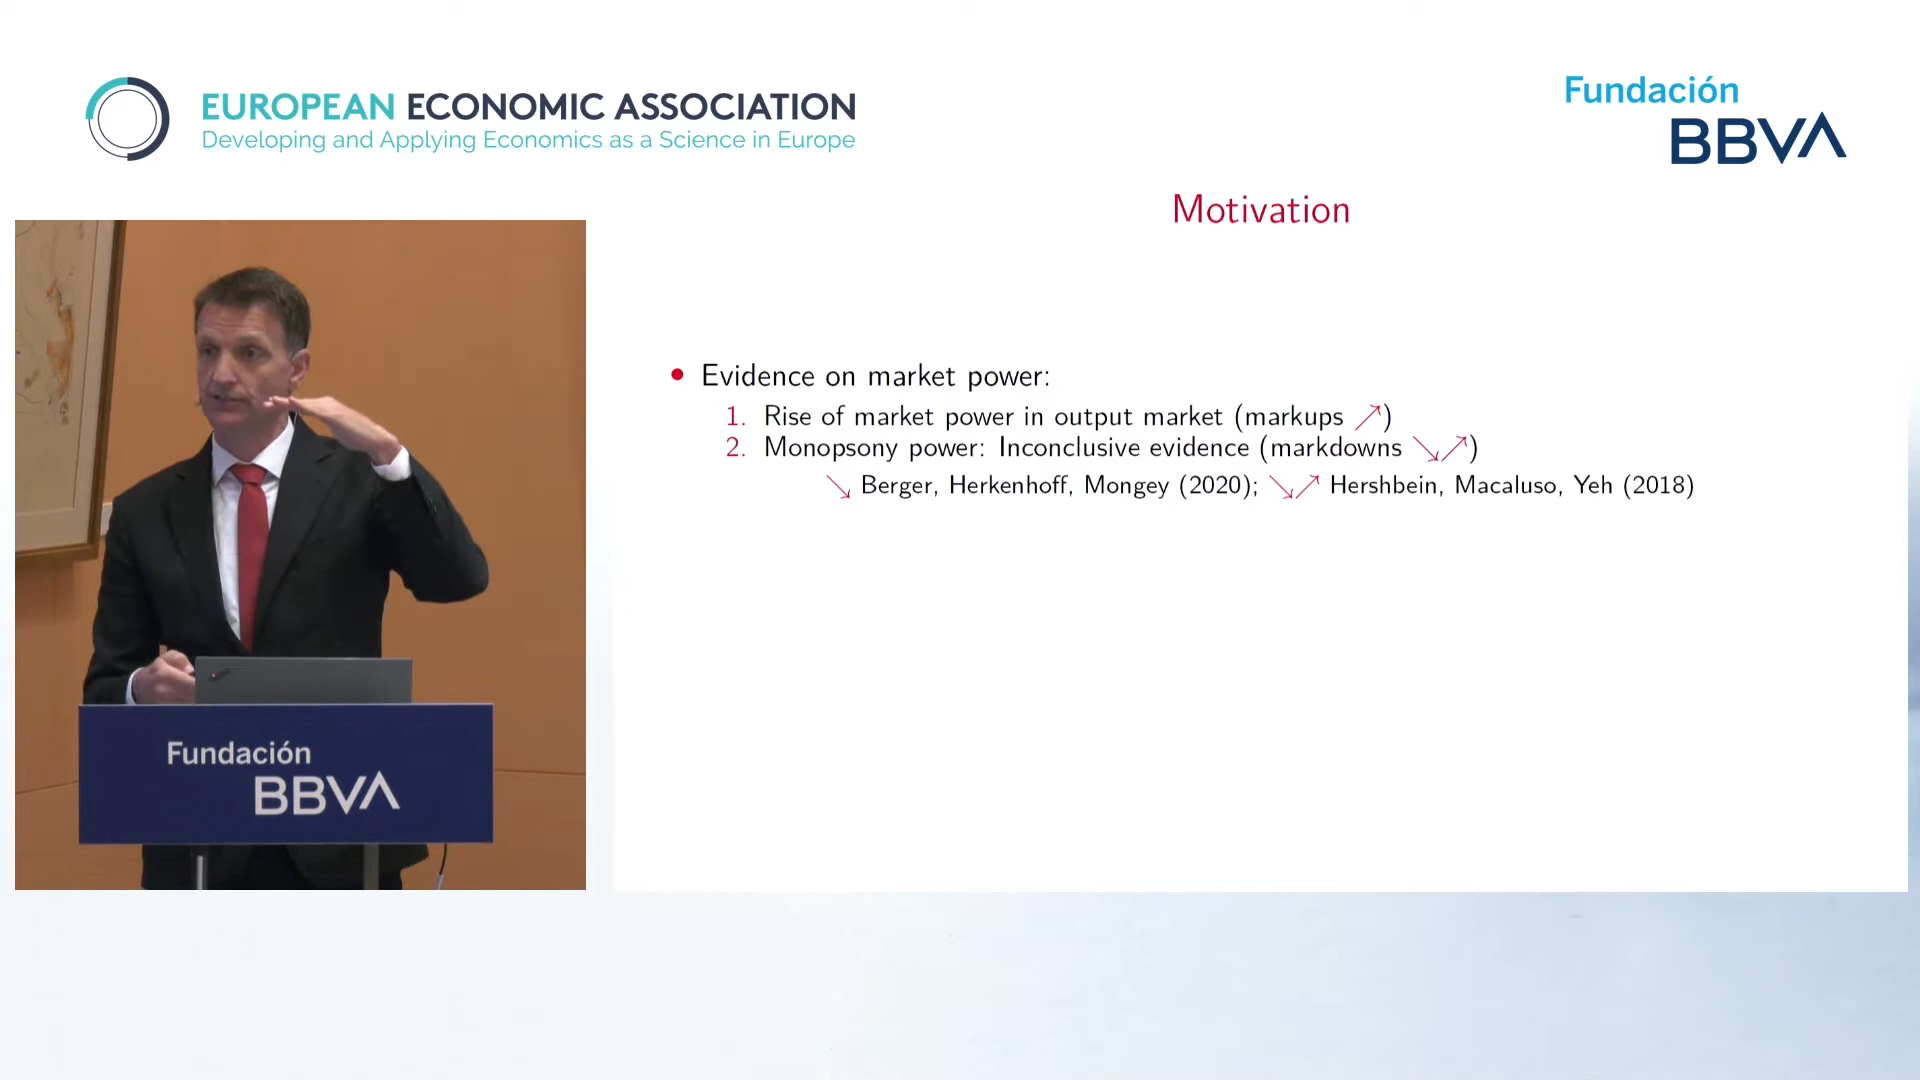 EUROPEAN ECONOMIC ASSOCIATION
Developing and Applying Economics as a Science in Europe
Fundación
BBVA
Motivation
• Evidence on market power:
1. Rise of market power in output market (markups ↗)
2. Monopsony power: Inconclusive evidence (markdowns ↘↗)
↘ Berger, Herkenhoff, Mongey (2020); ↘↗ Hershbein, Macaluso, Yeh (2018)
Fundación
BBVA